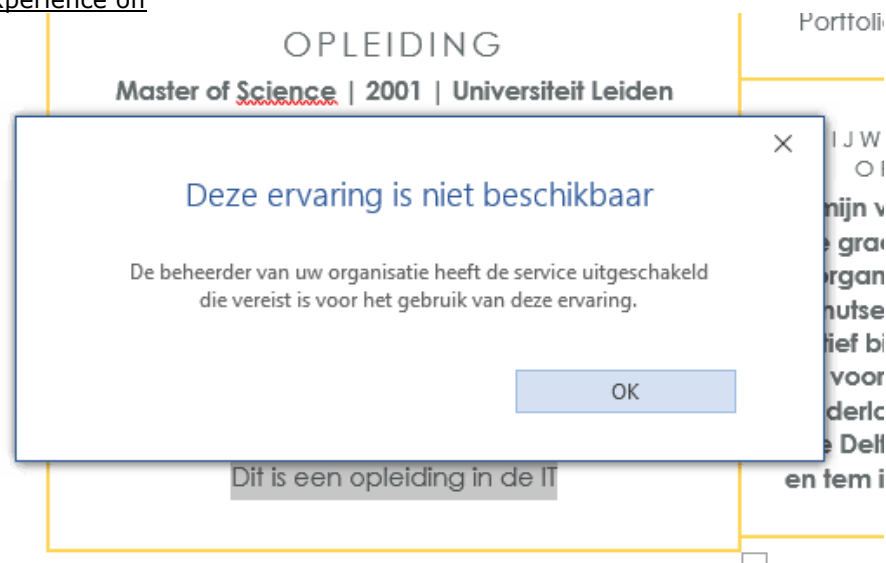 OPLEIDING
Master of Science | 2001 | Universiteit Leiden
Deze ervaring is niet beschikbaar
De beheerder van uw organisatie heeft de service uitgeschakeld
die vereist is voor het gebruik van deze ervaring.
OK
Dit is een opleiding in de IT
voor
en tem